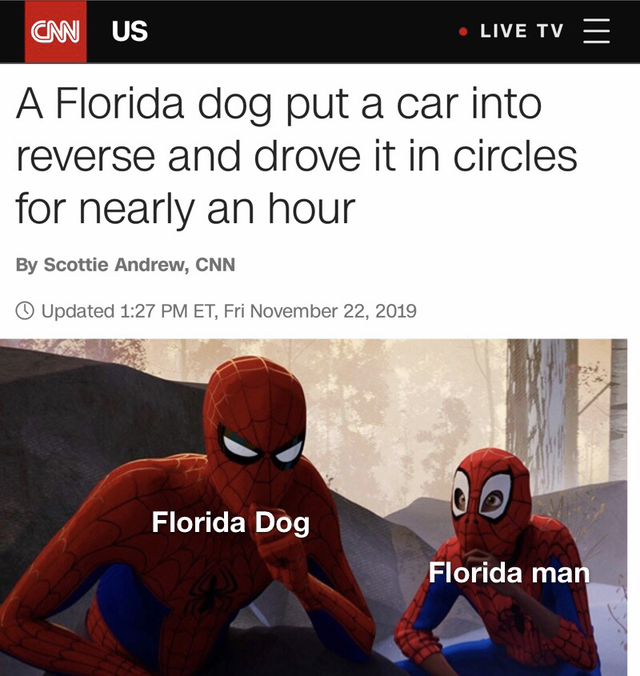 CNN US LIVE TV
A Florida dog put a car into
reverse and drove it in circles
for nearly an hour
By Scottie Andrew, CNN
Updated 1:27 PM ET, Fri November 22, 2019
Florida Dog
Florida man